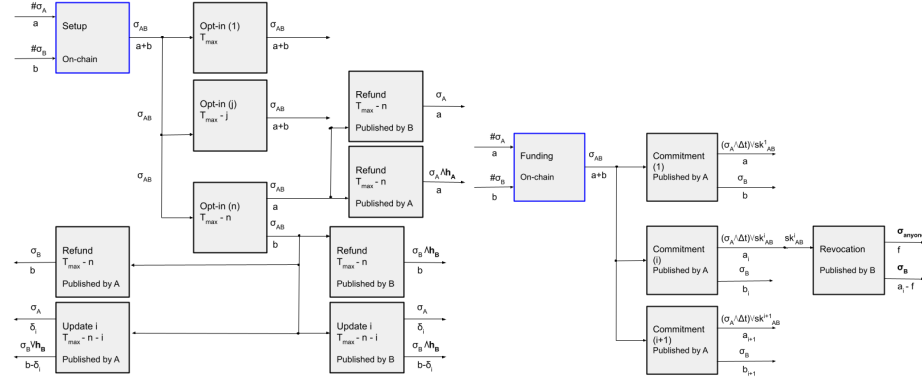 #σ_A
a
#σ_B
b
Setup
On-chain
σ_AB
a+b
Opt-in (1)
T_max
σ_AB
a+b
σ_AB
Opt-in (j)
T_max - j
σ_AB
a+b
σ_AB
Opt-in (n)
T_max - n
σ_AB
a
σ_AB
b
Refund
T_max - n
Published by B
σ_A
a
Refund
T_max - n
Published by A
σ_A Λh_A
a
σ_B
b
Refund
T_max - n
Published by A
Refund
T_max - n
Published by B
σ_B Λh_B
b
σ_A
δ_i
σ_B Vh_B
b-δ_i
Update i
T_max - n - i
Published by A
Update i
T_max - n - i
Published by B
σ_A
δ_i
σ_B Λh_B
b-δ_i
#σ_A
a
#σ_B
b
Funding
On-chain
σ_AB
a+b
Commitment
(1)
Published by A
(σ_A Λ Δt)√sk^1_AB
a
σ_B
b
Commitment
(i)
Published by A
(σ_A Λ Δt)√sk^i_AB
a_i
σ_B
b_i
sk^i_AB
Revocation
Published by B
σ_anyone
f
σ_B
a_i - f
Commitment
(i+1)
Published by A
(σ_A Λ Δt)√sk^i+1_AB
a_i+1
σ_B
b_i+1